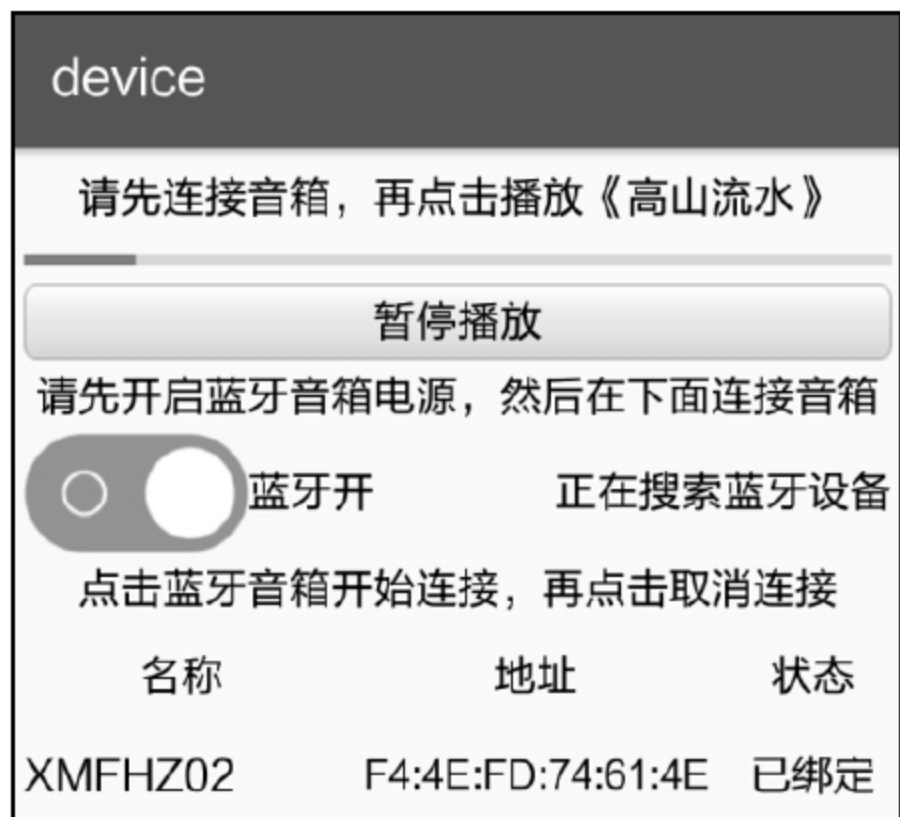 device
请先连接音箱，再点击播放《高山流水》
暂停播放
请先开启蓝牙音箱电源，然后在下面连接音箱
蓝牙开 正在搜索蓝牙设备
点击蓝牙音箱开始连接，再点击取消连接
名称 地址 状态
XMFHZ02 F4:4E:FD:74:61:4E 已绑定